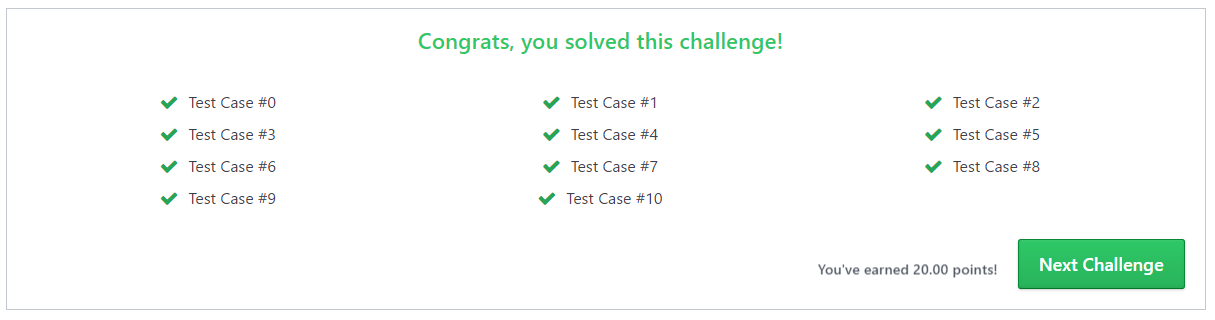 Congrats, you solved this challenge!
Test Case #0 Test Case #1 Test Case #2
Test Case #3 Test Case #4 Test Case #5
Test Case #6 Test Case #7 Test Case #8
Test Case #9 Test Case #10
You've earned 20.00 points! Next Challenge